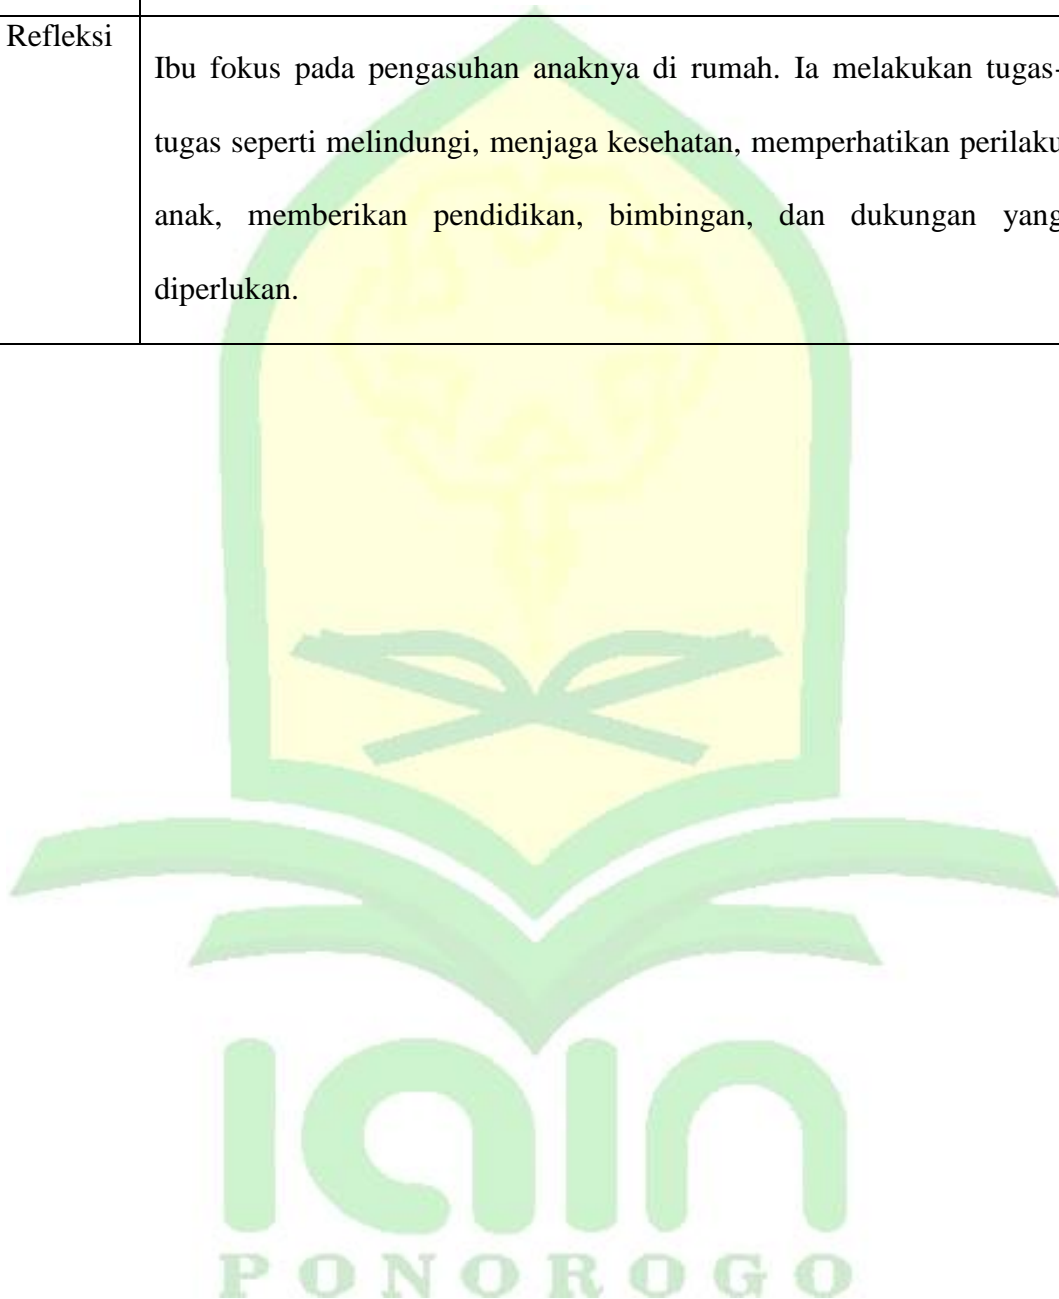 Refleksi
Ibu fokus pada pengasuhan anaknya di rumah. Ia melakukan tugas-
tugas seperti melindungi, menjaga kesehatan, memperhatikan perilaku
anak, memberikan pendidikan, bimbingan, dan dukungan yang
diperlukan.
iain
PONOROGO